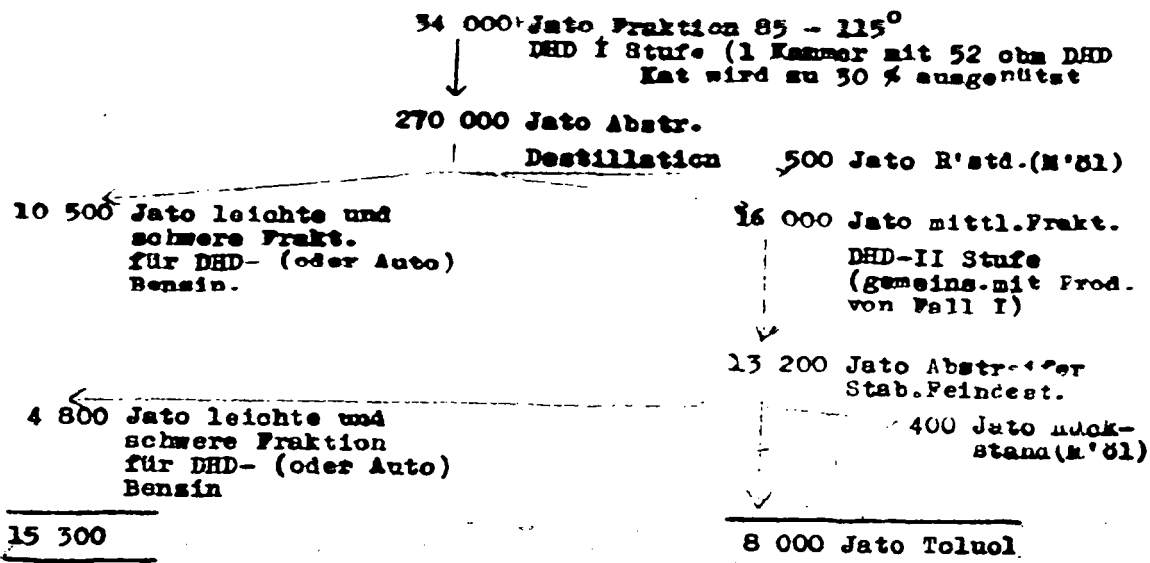 34 000 Jato Fraktion 85 - 115°
DHD I Stufe (1 Kammer mit 52 cbm DHD
Kat wird zu 30 % ausgenützt
270 000 Jato Abstr.
Destillation
500 Jato R'std.(M'öl)
10 500 Jato leichte und
schwere Frakt.
für DHD- (oder Auto)
Bensin.
16 000 Jato mittl.Frakt.
DHD-II Stufe
(gemeins.mit Prod.
von Fall I)
13 200 Jato Abstreifer
Stab.Feindest.
4 800 Jato leichte und
schwere Fraktion
für DHD- (oder Auto)
Bensin
400 Jato Rück-
stand(M'öl)
15 300
8 000 Jato Toluol